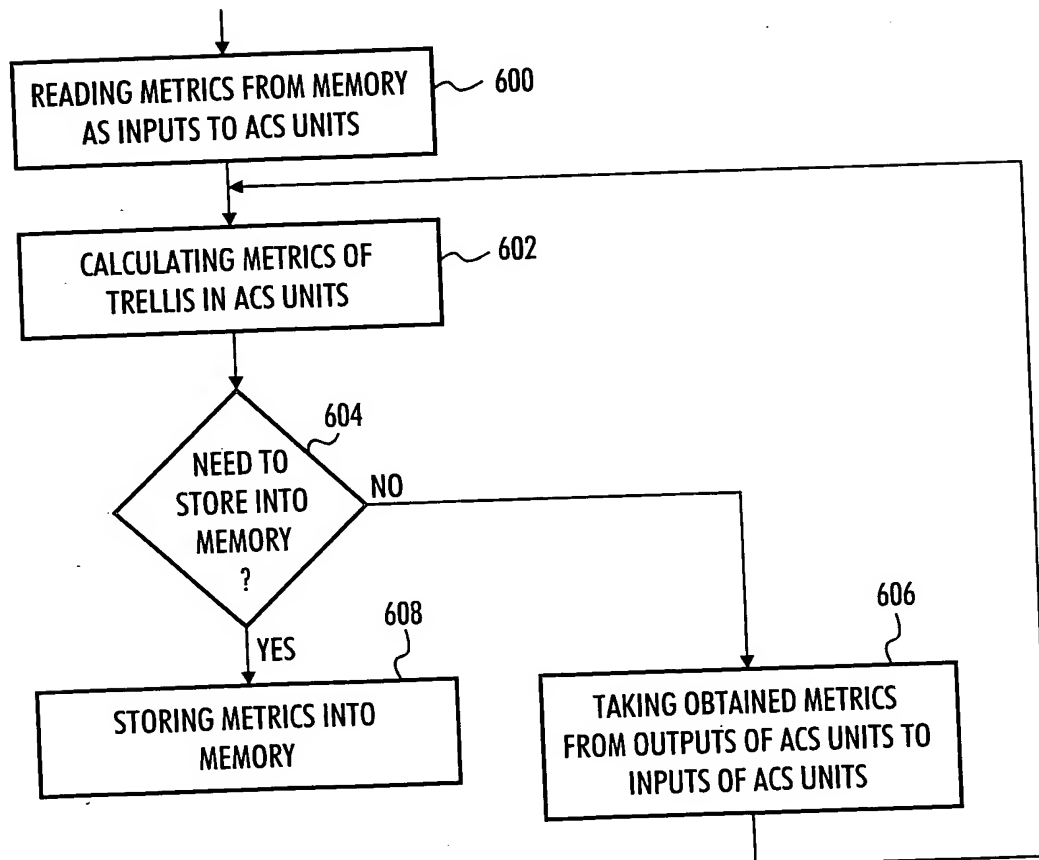 READING METRICS FROM MEMORY
AS INPUTS TO ACS UNITS
600
CALCULATING METRICS OF
TRELLIS IN ACS UNITS
602
604
NEED TO
STORE INTO
MEMORY
?
NO
YES
608
STORING METRICS INTO
MEMORY
606
TAKING OBTAINED METRICS
FROM OUTPUTS OF ACS UNITS TO
INPUTS OF ACS UNITS